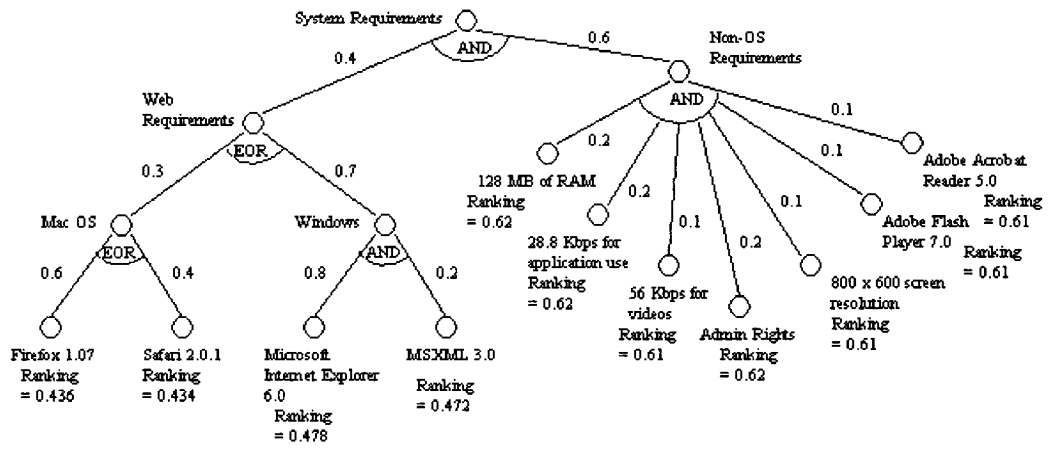 System Requirements
AND
0.4
0.6
Non-OS
Requirements
AND
Web
Requirements
EOR
0.3
0.7
0.2
0.2
0.1
0.2
0.1
0.1
0.1
128 MB of RAM
Ranking
= 0.62
28.8 Kbps for
application use
Ranking
= 0.62
56 Kbps for
videos
Ranking
= 0.61
Admin Rights
Ranking
= 0.62
800 x 600 screen
resolution
Ranking
= 0.61
Adobe Flash
Player 7.0
Ranking
= 0.61
Adobe Acrobat
Reader 5.0
Ranking
= 0.61
Mac OS
EOR
0.6
0.4
Windows
AND
0.8
0.2
Firefox 1.07
Ranking
= 0.436
Safari 2.0.1
Ranking
= 0.434
Microsoft
Internet Explorer
6.0
Ranking
= 0.478
MSXML 3.0
Ranking
= 0.472